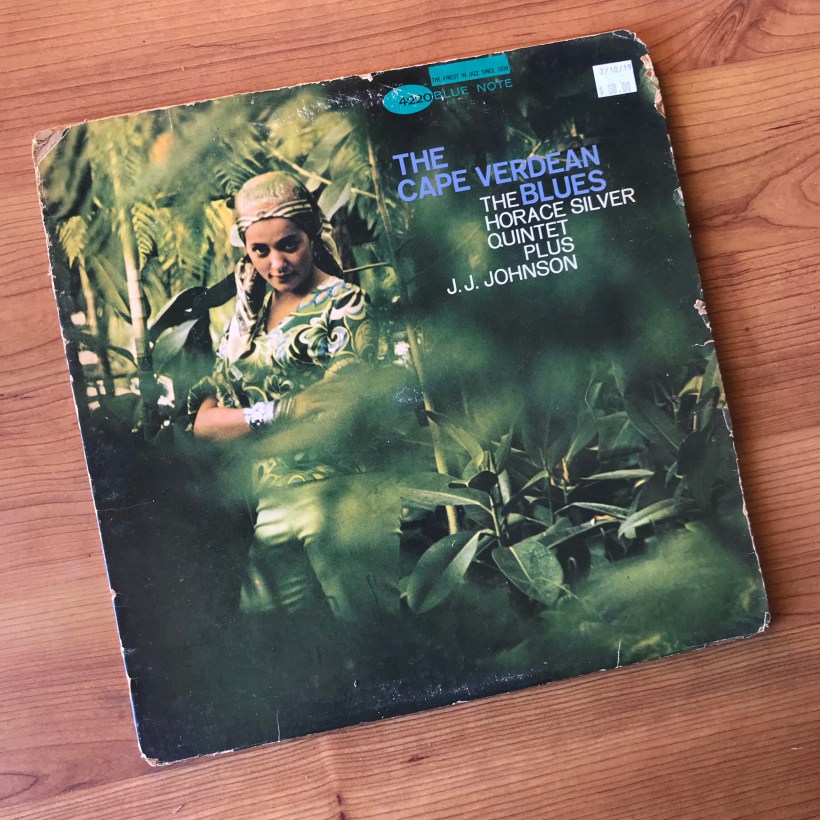 THE FINEST IN JAZZ SINCE 1939
4220 BLUE NOTE
THE
CAPE VERDEAN
THE BLUES
HORACE SILVER
QUINTET
PLUS
J.J. JOHNSON